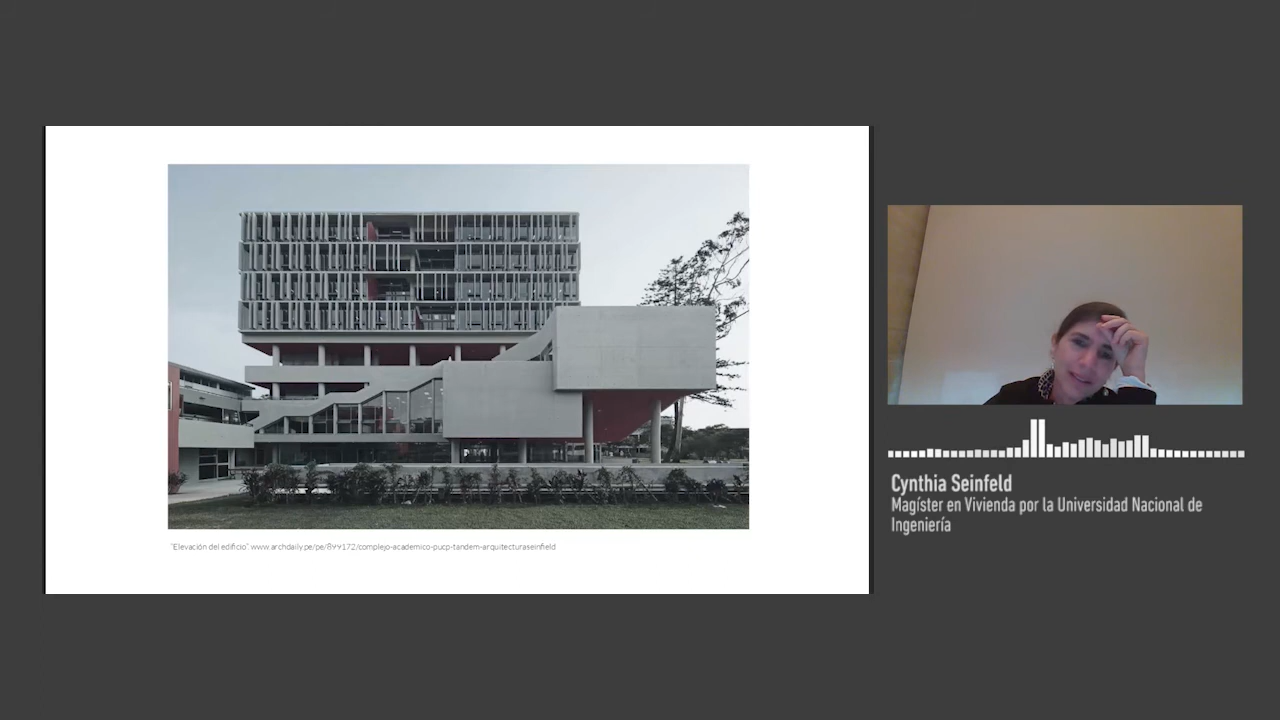 "Elevación del edificio": www.archdaily.pe/pe/899172/complejo-academico-pucp-tandem-arquitecturaseinfield
Cynthia Seinfeld
Magíster en Vivienda por la Universidad Nacional de
Ingeniería